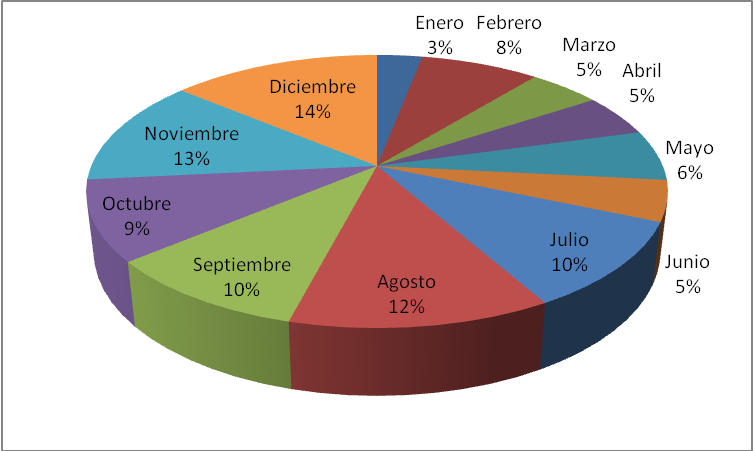 Enero
3%
Febrero
8%
Marzo
5%
Abril
5%
Mayo
6%
Junio
5%
Julio
10%
Agosto
12%
Septiembre
10%
Octubre
9%
Noviembre
13%
Diciembre
14%